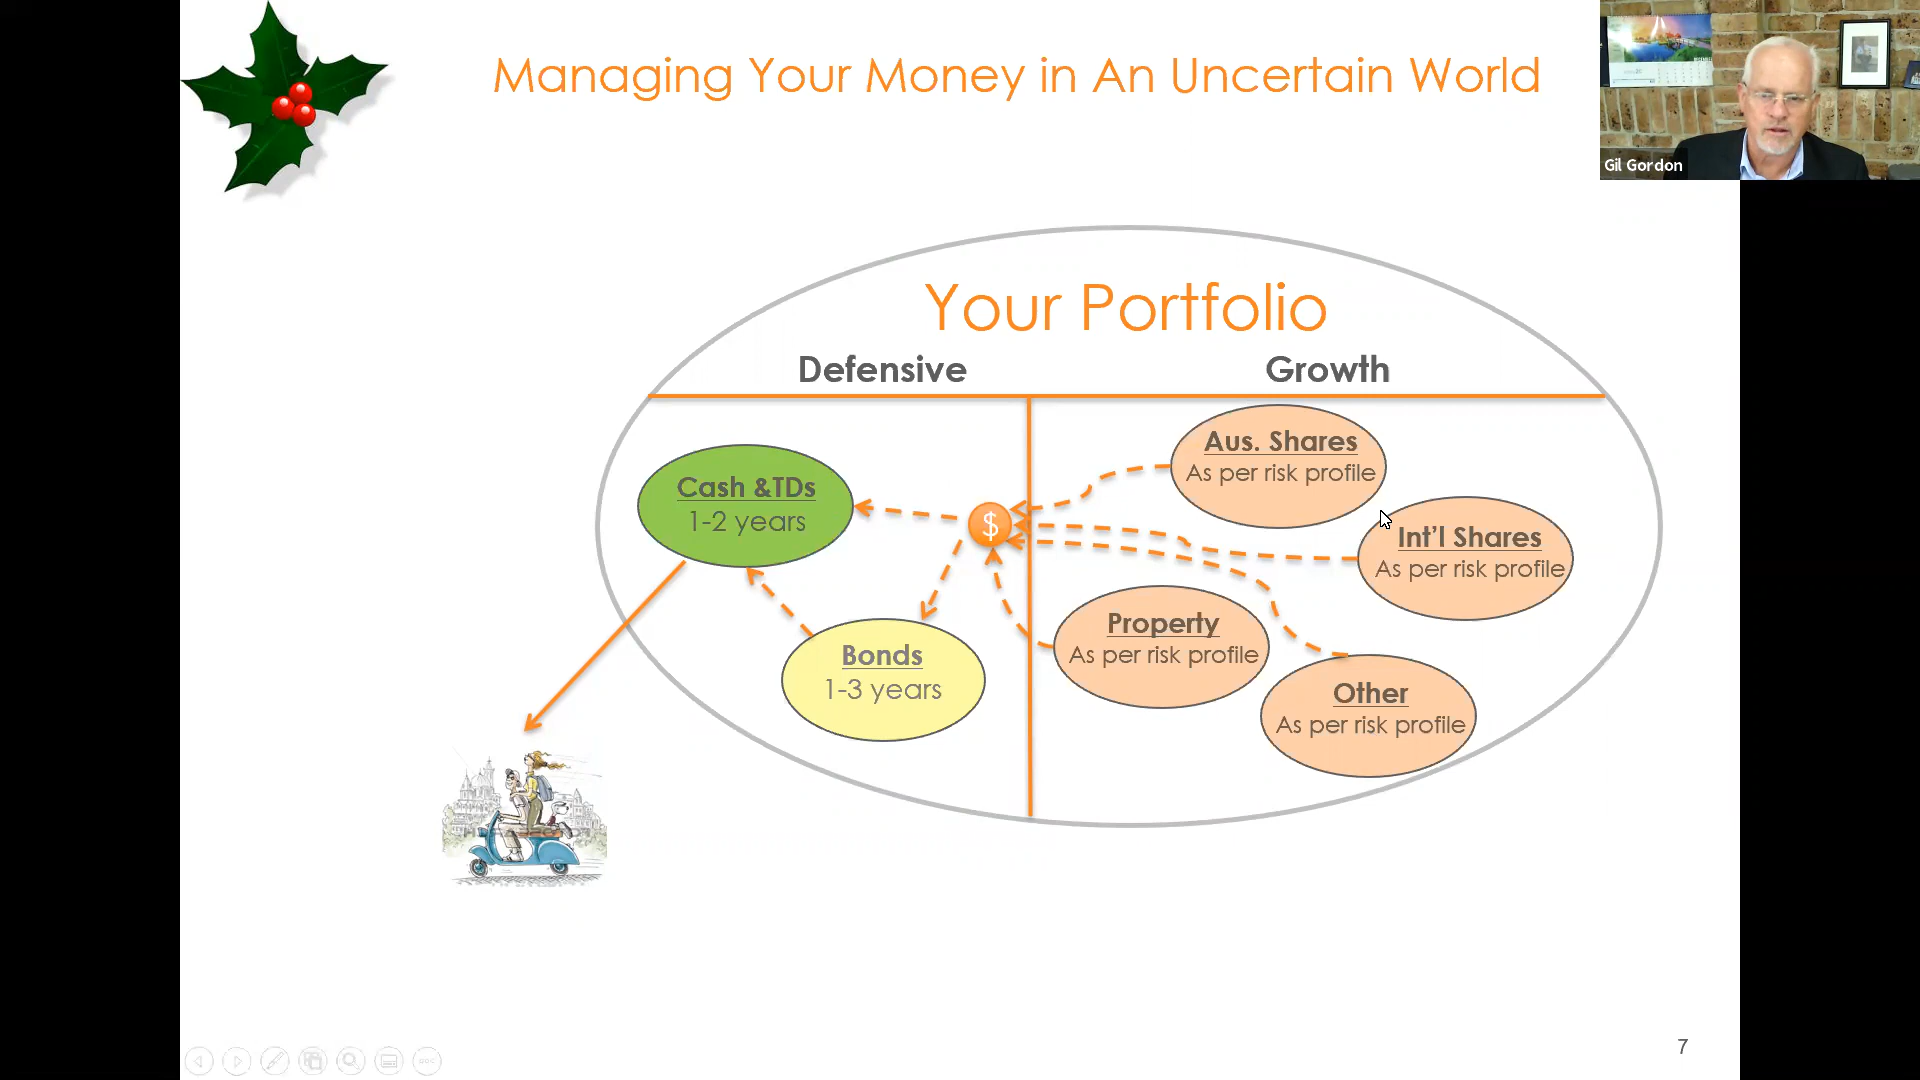 Managing Your Money in An Uncertain World
Gil Gordon
Your Portfolio
Defensive
Growth
Cash &TDs
1-2 years
$
Bonds
1-3 years
Aus. Shares
As per risk profile
Int'l Shares
As per risk profile
Property
As per risk profile
Other
As per risk profile
7